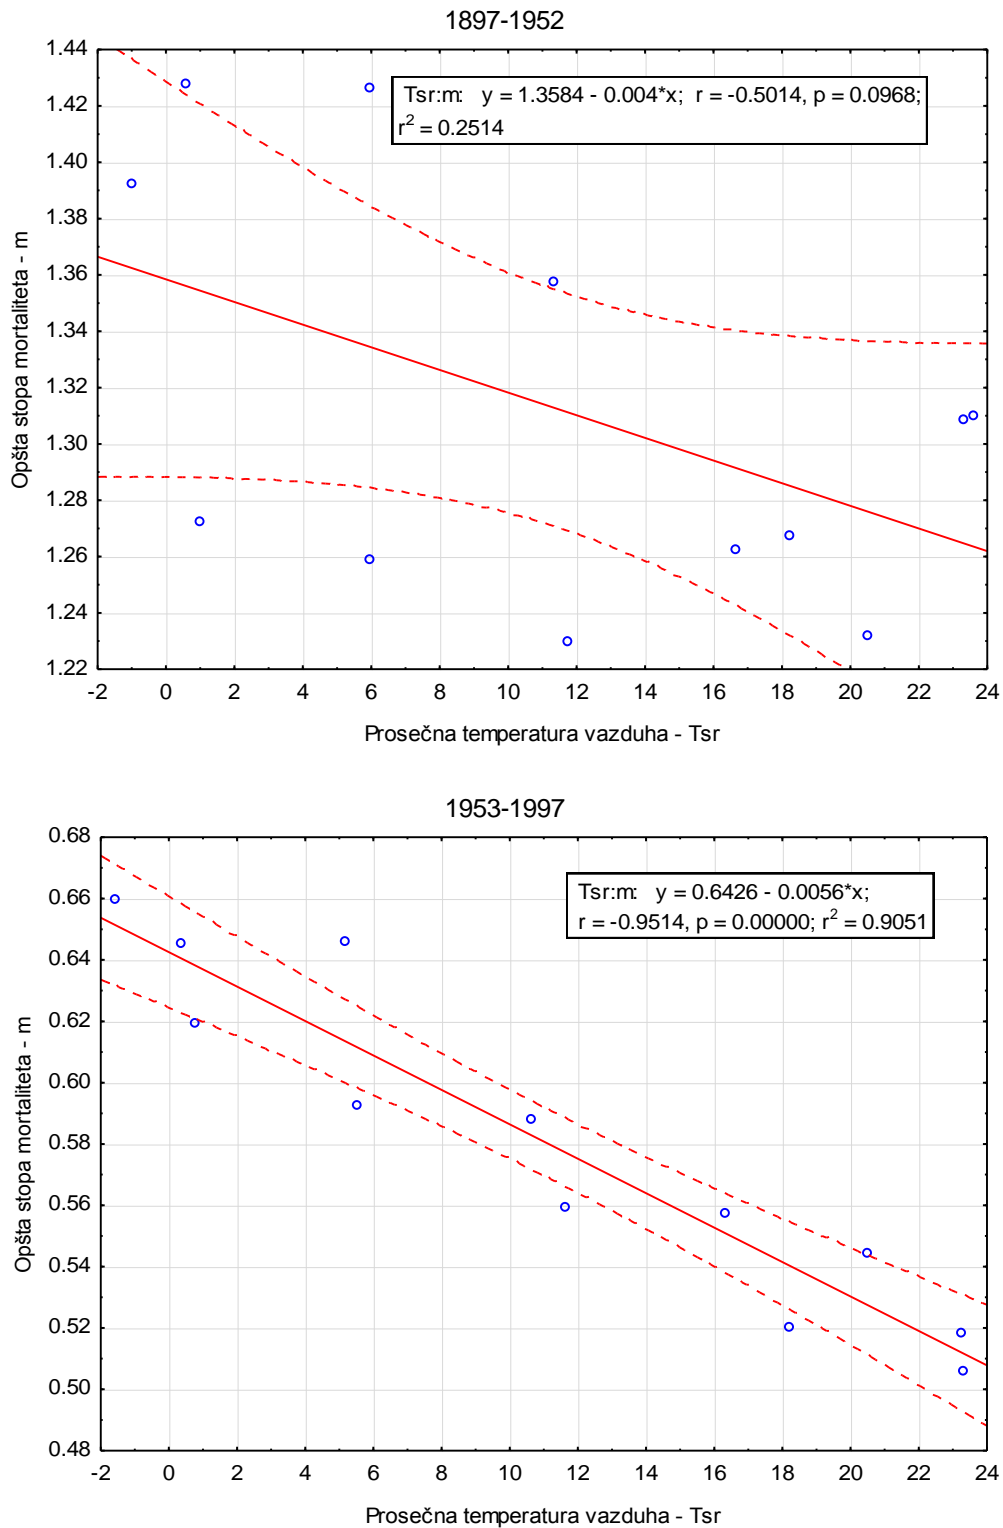 1897-1952
1.44
1.42
1.40
1.38
1.36
1.34
1.32
1.30
1.28
1.26
1.24
1.22
Opšta stopa mortaliteta - m
Tsr:m: y = 1.3584 - 0.004*x; r = -0.5014, p = 0.0968;
r² = 0.2514
-2 0 2 4 6 8 10 12 14 16 18 20 22 24
Prosečna temperatura vazduha - Tsr
1953-1997
0.68
0.66
0.64
0.62
0.60
0.58
0.56
0.54
0.52
0.50
0.48
Opšta stopa mortaliteta - m
Tsr:m: y = 0.6426 - 0.0056*x;
r = -0.9514, p = 0.00000; r² = 0.9051
-2 0 2 4 6 8 10 12 14 16 18 20 22 24
Prosečna temperatura vazduha - Tsr